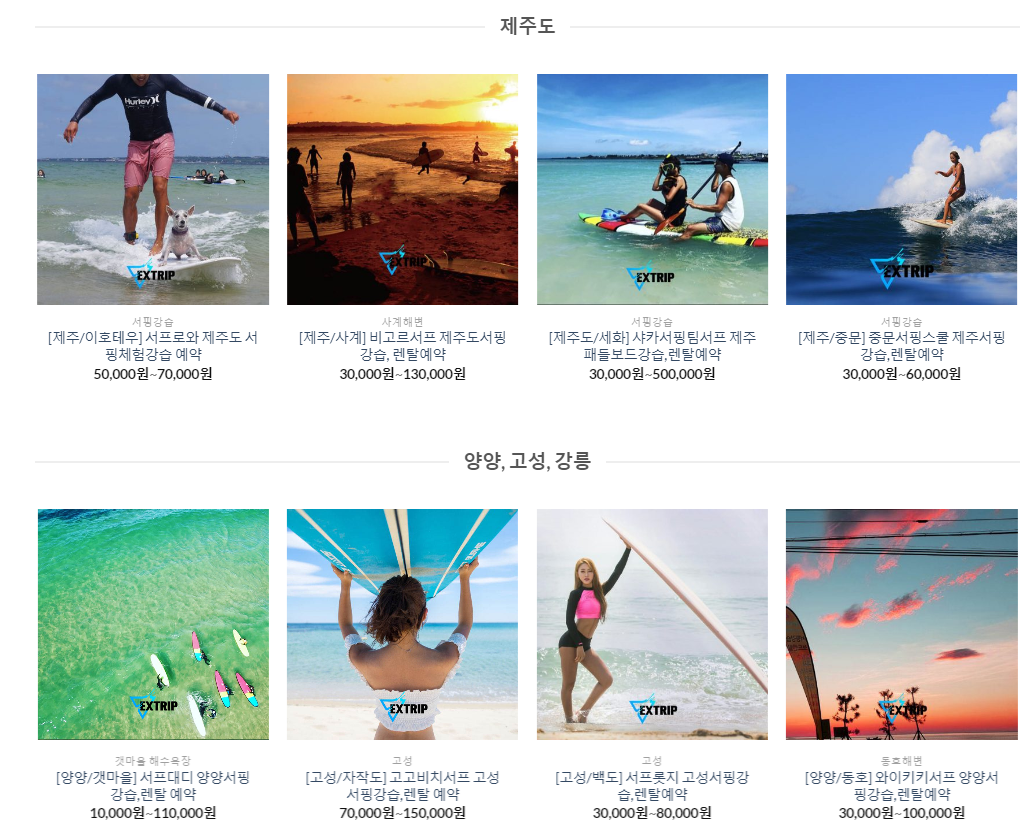 제주도
Hurley
EXTRIP
EXTRIP
EXTRIP
EXTRIP
서핑강습
[제주/이호테우] 서프로와 제주도 서
핑체험강습 예약
50,000원~70,000원
사계해변
[제주/사계] 비고르서프 제주도서핑
강습, 렌탈예약
30,000원~130,000원
서핑강습
[제주도/세화] 샤카서핑팀서프 제주
패들보드강습,렌탈예약
30,000원~500,000원
서핑강습
[제주/중문] 중문서핑스쿨 제주서핑
강습,렌탈예약
30,000원~60,000원
양양, 고성, 강릉
EXTRIP
EXTRIP
EXTRIP
EXTRIP
갯마을 해수욕장
[양양/갯마을] 서프대디 양양서핑
강습,렌탈 예약
10,000원~110,000원
고성
[고성/자작도] 고고비치서프 고성
서핑강습,렌탈 예약
70,000원~150,000원
고성
[고성/백도] 서프롯지 고성서핑강
습,렌탈예약
30,000원~80,000원
동호해변
[양양/동호] 와이키키서프 양양서
핑강습,렌탈예약
30,000원~100,000원